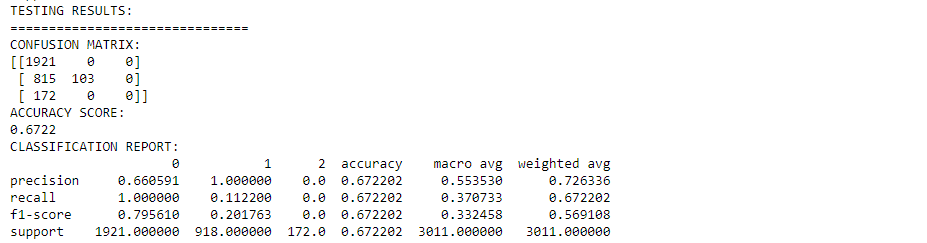 TESTING RESULTS:
===============================
CONFUSION MATRIX:
[[1921    0    0]
 [ 815  103    0]
 [ 172    0    0]]
ACCURACY SCORE:
0.6722
CLASSIFICATION REPORT:
                     0           1      2  accuracy    macro avg  weighted avg
precision     0.660591    1.000000    0.0  0.672202     0.553530      0.726336
recall        1.000000    0.112200    0.0  0.672202     0.370733      0.672202
f1-score      0.795610    0.201763    0.0  0.672202     0.332458      0.569108
support    1921.000000  918.000000  172.0  0.672202  3011.000000   3011.000000